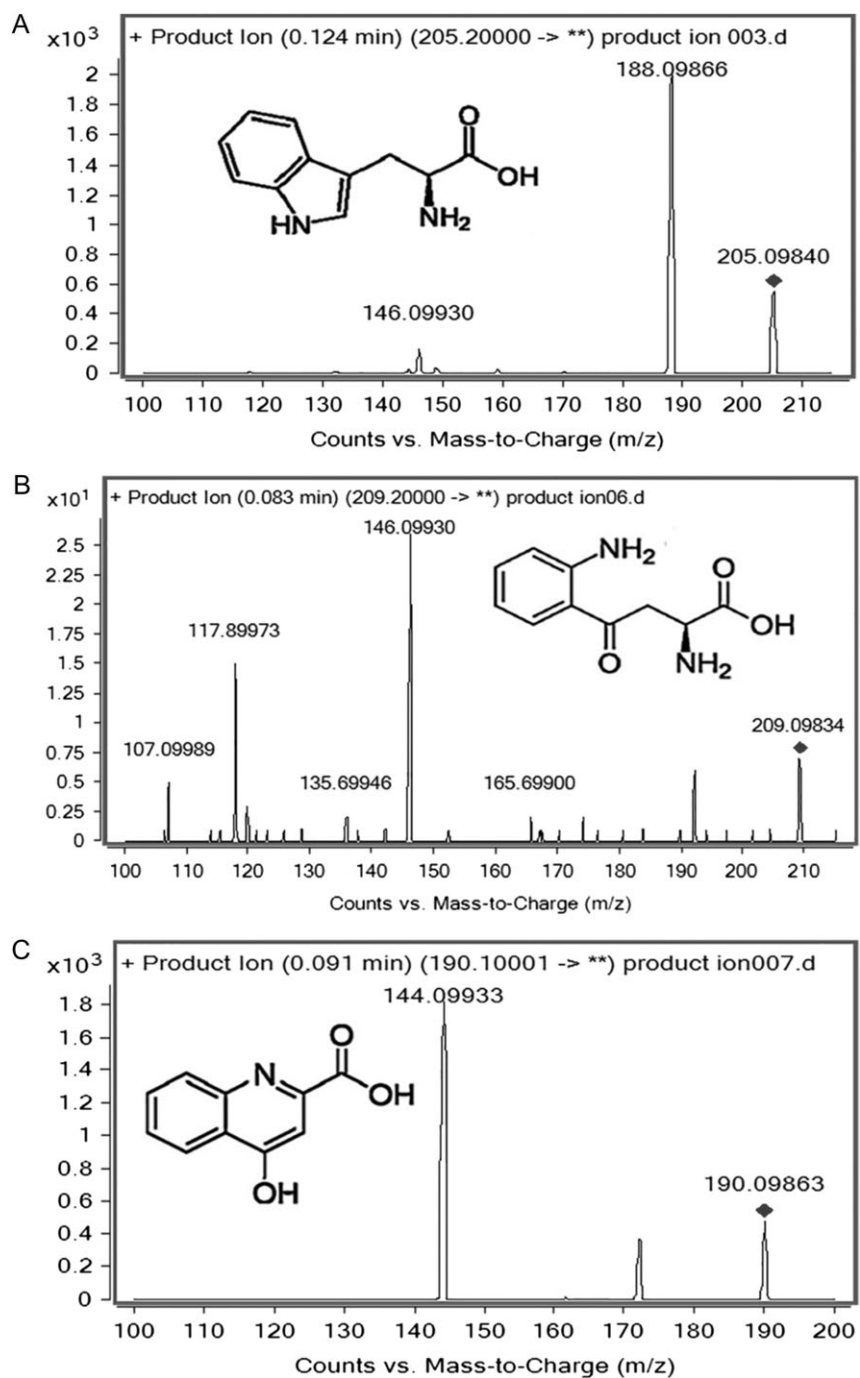 A
x10³
+ Product Ion (0.124 min) (205.20000 -> **) product ion 003.d
188.09866
205.09840
146.09930
O
OH
NH₂
HN
2
1.8
1.6
1.4
1.2
1
0.8
0.6
0.4
0.2
0
100 110 120 130 140 150 160 170 180 190 200 210
Counts vs. Mass-to-Charge (m/z)
B
x10¹
+ Product Ion (0.083 min) (209.20000 -> **) product ion06.d
146.09930
117.89973
107.09989
135.69946
165.69900
209.09834
NH₂
O
OH
O
NH₂
2.5
2.25
2
1.75
1.5
1.25
1
0.75
0.5
0.25
0
100 110 120 130 140 150 160 170 180 190 200 210
Counts vs. Mass-to-Charge (m/z)
C
x10³
+ Product Ion (0.091 min) (190.10001 -> **) product ion007.d
144.09933
190.09863
O
N
OH
OH
1.8
1.6
1.4
1.2
1
0.8
0.6
0.4
0.2
0
100 110 120 130 140 150 160 170 180 190 200
Counts vs. Mass-to-Charge (m/z)